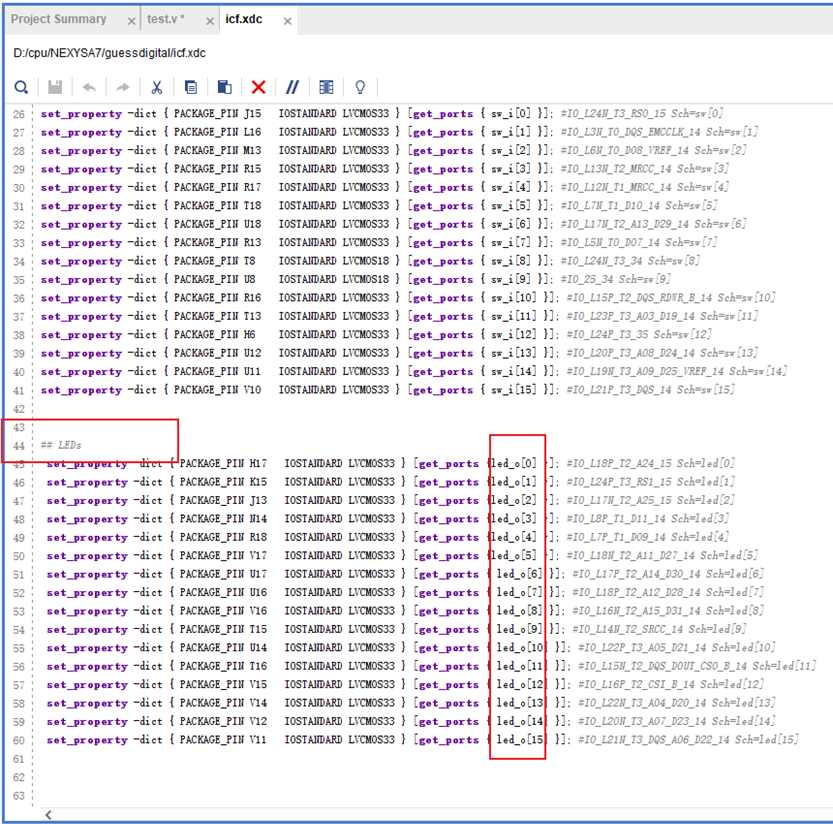 Project Summary × test.v * × icf.xdc ×
D:/cpu/NEXYSA7/guessdigital/icf.xdc
26 set_property -dict { PACKAGE_PIN J15 IOSTANDARD LVCMOS33 } [get_ports { sw_i[0] }]; #IO_L24N_T3_RS0_15 Sch=sw[0]
27 set_property -dict { PACKAGE_PIN L16 IOSTANDARD LVCMOS33 } [get_ports { sw_i[1] }]; #IO_L3N_T0_DQS_EMCCLK_14 Sch=sw[1]
28 set_property -dict { PACKAGE_PIN M13 IOSTANDARD LVCMOS33 } [get_ports { sw_i[2] }]; #IO_L6N_T0_D08_VREF_14 Sch=sw[2]
29 set_property -dict { PACKAGE_PIN R15 IOSTANDARD LVCMOS33 } [get_ports { sw_i[3] }]; #IO_L13N_T2_MRCC_14 Sch=sw[3]
30 set_property -dict { PACKAGE_PIN R17 IOSTANDARD LVCMOS33 } [get_ports { sw_i[4] }]; #IO_L12N_T1_MRCC_14 Sch=sw[4]
31 set_property -dict { PACKAGE_PIN T18 IOSTANDARD LVCMOS33 } [get_ports { sw_i[5] }]; #IO_L7N_T1_D10_14 Sch=sw[5]
32 set_property -dict { PACKAGE_PIN U18 IOSTANDARD LVCMOS33 } [get_ports { sw_i[6] }]; #IO_L17N_T2_A13_D29_14 Sch=sw[6]
33 set_property -dict { PACKAGE_PIN R13 IOSTANDARD LVCMOS33 } [get_ports { sw_i[7] }]; #IO_L5N_T0_D07_14 Sch=sw[7]
34 set_property -dict { PACKAGE_PIN T8 IOSTANDARD LVCMOS18 } [get_ports { sw_i[8] }]; #IO_L24N_T3_34 Sch=sw[8]
35 set_property -dict { PACKAGE_PIN U8 IOSTANDARD LVCMOS18 } [get_ports { sw_i[9] }]; #IO_25_34 Sch=sw[9]
36 set_property -dict { PACKAGE_PIN R16 IOSTANDARD LVCMOS33 } [get_ports { sw_i[10] }]; #IO_L15P_T2_DQS_RDWR_B_14 Sch=sw[10]
37 set_property -dict { PACKAGE_PIN T13 IOSTANDARD LVCMOS33 } [get_ports { sw_i[11] }]; #IO_L23P_T3_A03_D19_14 Sch=sw[11]
38 set_property -dict { PACKAGE_PIN H6 IOSTANDARD LVCMOS33 } [get_ports { sw_i[12] }]; #IO_L24P_T3_35 Sch=sw[12]
39 set_property -dict { PACKAGE_PIN U12 IOSTANDARD LVCMOS33 } [get_ports { sw_i[13] }]; #IO_L20P_T3_A08_D24_14 Sch=sw[13]
40 set_property -dict { PACKAGE_PIN U11 IOSTANDARD LVCMOS33 } [get_ports { sw_i[14] }]; #IO_L19N_T3_A09_D25_VREF_14 Sch=sw[14]
41 set_property -dict { PACKAGE_PIN V10 IOSTANDARD LVCMOS33 } [get_ports { sw_i[15] }]; #IO_L21P_T3_DQS_14 Sch=sw[15]
42
43
44 ## LEDs
45 set_property -dict { PACKAGE_PIN H17 IOSTANDARD LVCMOS33 } [get_ports {led_o[0] }]; #IO_L18P_T2_A24_15 Sch=led[0]
46 set_property -dict { PACKAGE_PIN K15 IOSTANDARD LVCMOS33 } [get_ports {led_o[1] }]; #IO_L24P_T3_RS1_15 Sch=led[1]
47 set_property -dict { PACKAGE_PIN J13 IOSTANDARD LVCMOS33 } [get_ports {led_o[2] }]; #IO_L17N_T2_A25_15 Sch=led[2]
48 set_property -dict { PACKAGE_PIN N14 IOSTANDARD LVCMOS33 } [get_ports {led_o[3] }]; #IO_L8P_T1_D11_14 Sch=led[3]
49 set_property -dict { PACKAGE_PIN R18 IOSTANDARD LVCMOS33 } [get_ports {led_o[4] }]; #IO_L7P_T1_D09_14 Sch=led[4]
50 set_property -dict { PACKAGE_PIN V17 IOSTANDARD LVCMOS33 } [get_ports {led_o[5] }]; #IO_L18N_T2_A11_D27_14 Sch=led[5]
51 set_property -dict { PACKAGE_PIN U17 IOSTANDARD LVCMOS33 } [get_ports { led_o[6] }]; #IO_L17P_T2_A14_D30_14 Sch=led[6]
52 set_property -dict { PACKAGE_PIN U16 IOSTANDARD LVCMOS33 } [get_ports { led_o[7] }]; #IO_L18P_T2_A12_D28_14 Sch=led[7]
53 set_property -dict { PACKAGE_PIN V16 IOSTANDARD LVCMOS33 } [get_ports { led_o[8] }]; #IO_L16N_T2_A15_D31_14 Sch=led[8]
54 set_property -dict { PACKAGE_PIN T15 IOSTANDARD LVCMOS33 } [get_ports { led_o[9] }]; #IO_L14N_T2_SRCC_14 Sch=led[9]
55 set_property -dict { PACKAGE_PIN U14 IOSTANDARD LVCMOS33 } [get_ports { led_o[10] }]; #IO_L22P_T3_A05_D21_14 Sch=led[10]
56 set_property -dict { PACKAGE_PIN T16 IOSTANDARD LVCMOS33 } [get_ports { led_o[11] }]; #IO_L15N_T2_DQS_DOUT_CSO_B_14 Sch=led[11]
57 set_property -dict { PACKAGE_PIN V15 IOSTANDARD LVCMOS33 } [get_ports { led_o[12] }]; #IO_L16P_T2_CSI_B_14 Sch=led[12]
58 set_property -dict { PACKAGE_PIN V14 IOSTANDARD LVCMOS33 } [get_ports { led_o[13] }]; #IO_L22N_T3_A04_D20_14 Sch=led[13]
59 set_property -dict { PACKAGE_PIN V12 IOSTANDARD LVCMOS33 } [get_ports { led_o[14] }]; #IO_L20N_T3_A07_D23_14 Sch=led[14]
60 set_property -dict { PACKAGE_PIN V11 IOSTANDARD LVCMOS33 } [get_ports { led_o[15] }]; #IO_L21N_T3_DQS_A06_D22_14 Sch=led[15]
61
62
63